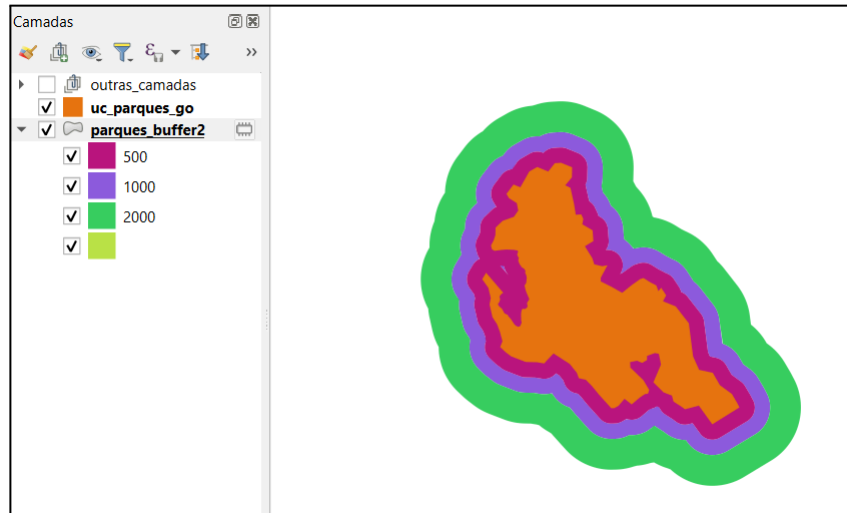 Camadas
outras_camadas
uc_parques_go
parques_buffer2
500
1000
2000